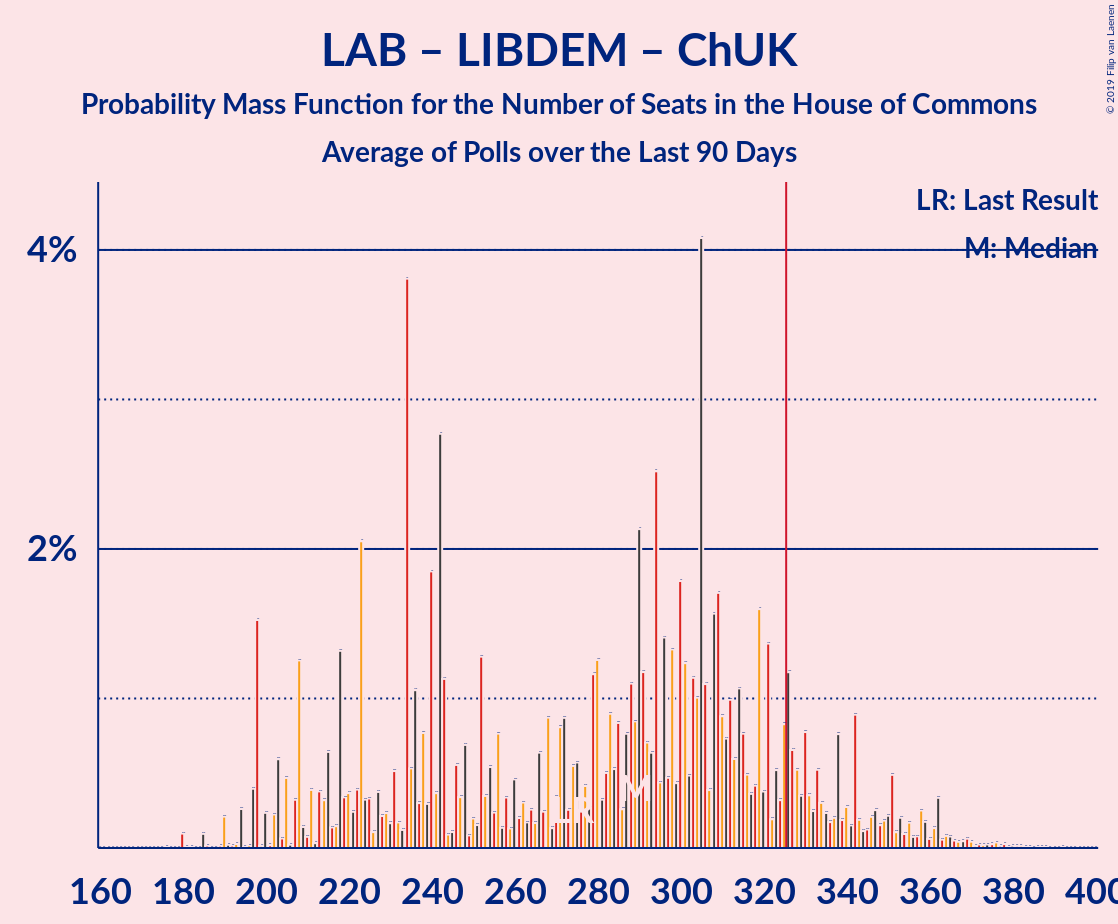 LAB – LIBDEM – ChUK
Probability Mass Function for the Number of Seats in the House of Commons
Average of Polls over the Last 90 Days
© 2019 Filip van Laenen
LR: Last Result
M: Median
4%
2%
LR
M
160 180 200 220 240 260 280 300 320 340 360 380 400